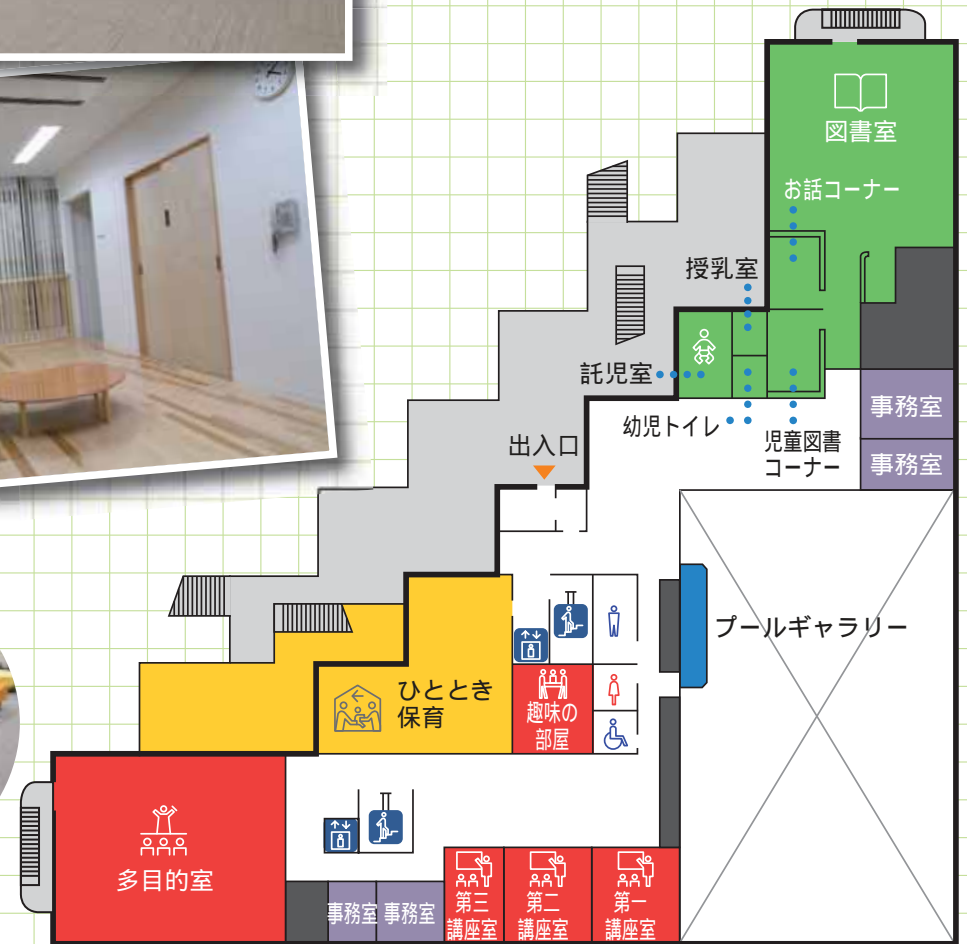 図書室
お話コーナー
授乳室
託児室
幼児トイレ
児童図書
コーナー
事務室
事務室
出入口
プールギャラリー
ひととき
保育
趣味の
部屋
多目的室
事務室
事務室
第三
講座室
第二
講座室
第一
講座室